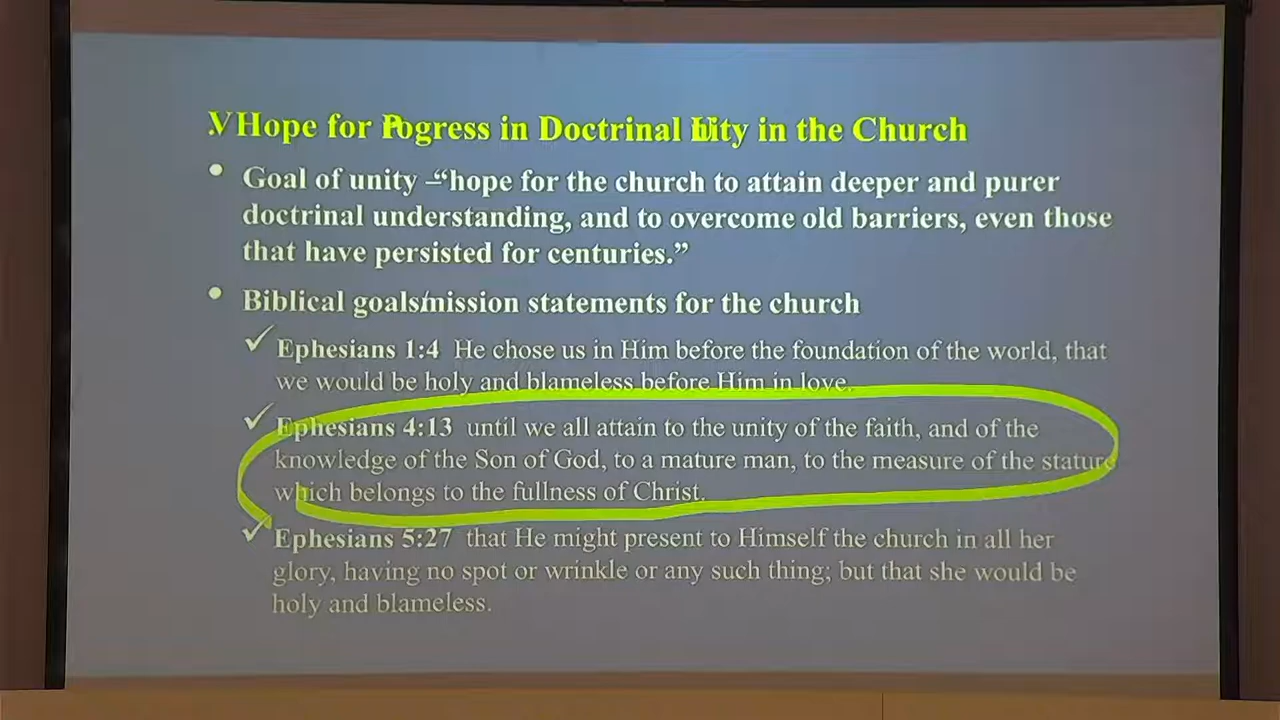 .V Hope for Progress in Doctrinal Unity in the Church
• Goal of unity –“hope for the church to attain deeper and purer
doctrinal understanding, and to overcome old barriers, even those
that have persisted for centuries.”
• Biblical goals/mission statements for the church
✓ Ephesians 1:4 He chose us in Him before the foundation of the world, that
we would be holy and blameless before Him in love.
✓ Ephesians 4:13 until we all attain to the unity of the faith, and of the
knowledge of the Son of God, to a mature man, to the measure of the stature
which belongs to the fullness of Christ.
✓ Ephesians 5:27 that He might present to Himself the church in all her
glory, having no spot or wrinkle or any such thing; but that she would be
holy and blameless.